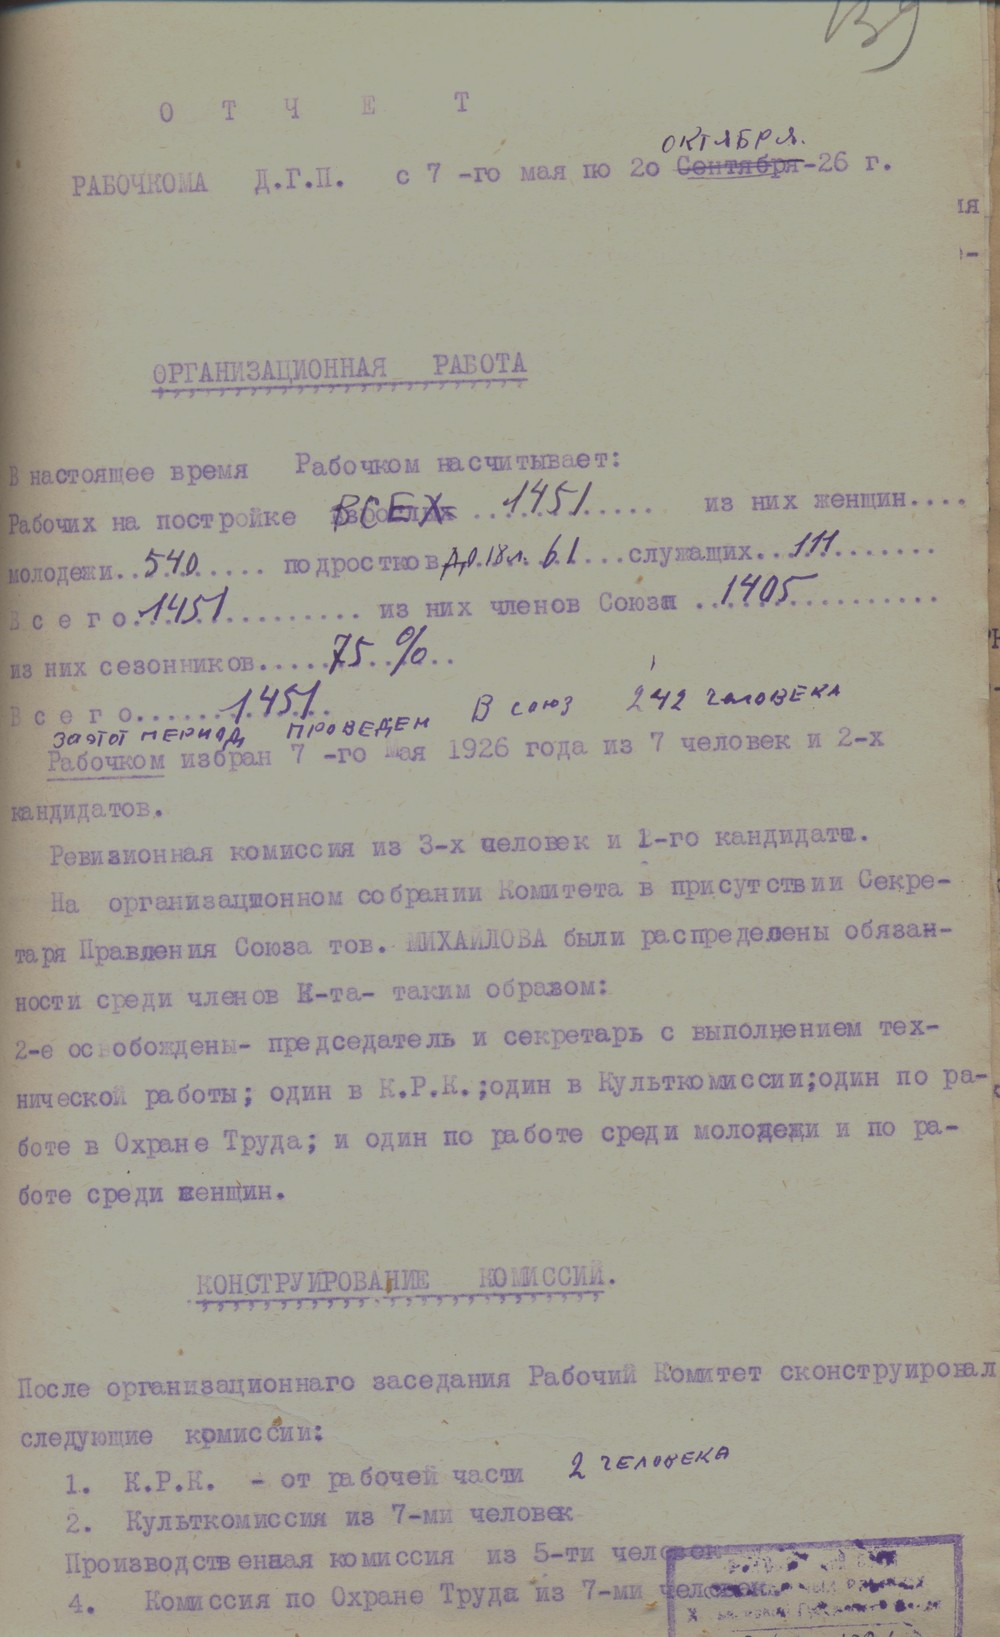 139
О Т Ч Е Т
ОКТЯБРЯ.
РАБОЧКОМА Д.Г.П. с 7 -го мая по 2о Сентября-26 г.
ОРГАНИЗАЦИОННАЯ РАБОТА
В настоящее время Рабочком насчитывает:
Рабочих на постройке ВСЕХ ..1451..... из них женщин....
молодежи..540...... подростков до 18 л. 61...служащих..111.......
В с е г о..1451.......... из них членов Союза ..1405..............
из них сезонников.....75.%..
В с е г о.......1451. В союз 242 человека
за этот период проведен
Рабочком избран 7 -го мая 1926 года из 7 человек и 2-х
кандидатов.
Ревизионная комиссия из 3-х человек и 1-го кандидата.
На организационном собрании Комитета в присутствии Секре-
таря Правления Союза тов. МИХАЙЛОВА были распределены обязан-
ности среди членов К-та- таким образом:
2-е освобождены- председатель и секретарь с выполнением тех-
нической работы; один в К.Р.К.;один в Культкомиссии;один по ра-
боте в Охране Труда; и один по работе среди молодежи и по ра-
боте среди женщин.
КОНСТРУИРОВАНИЕ КОМИССИЙ.
После организационнаго заседания Рабочий Комитет сконструировал
следующие комиссии:
1. К.Р.К. - от рабочей части 2 человека
2. Культкомиссия из 7-ми человек
Производственная комиссия из 5-ти человек
4. Комиссия по Охране Труда из 7-ми человек.